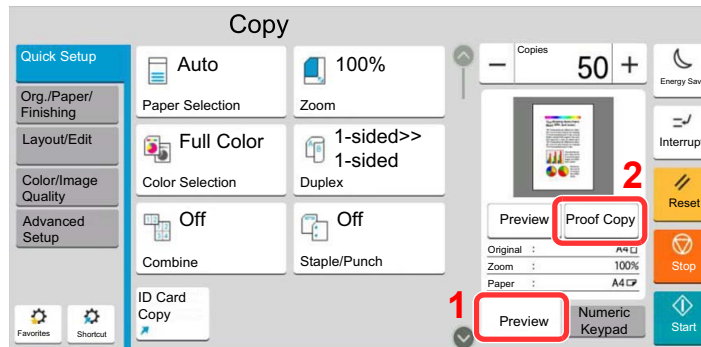 Copy
Quick Setup
Org./Paper/
Finishing
Layout/Edit
Color/Image
Quality
Advanced
Setup
Favorites
Shortcut
Auto
Paper Selection
100%
Zoom
Full Color
Color Selection
1-sided>>
1-sided
Duplex
Off
Combine
Off
Staple/Punch
ID Card
Copy
Copies
50
2
Preview
Proof Copy
Original : A4
Zoom : 100%
Paper : A4
1
Preview
Numeric
Keypad
Energy Sav
Interrup
Reset
Stop
Start